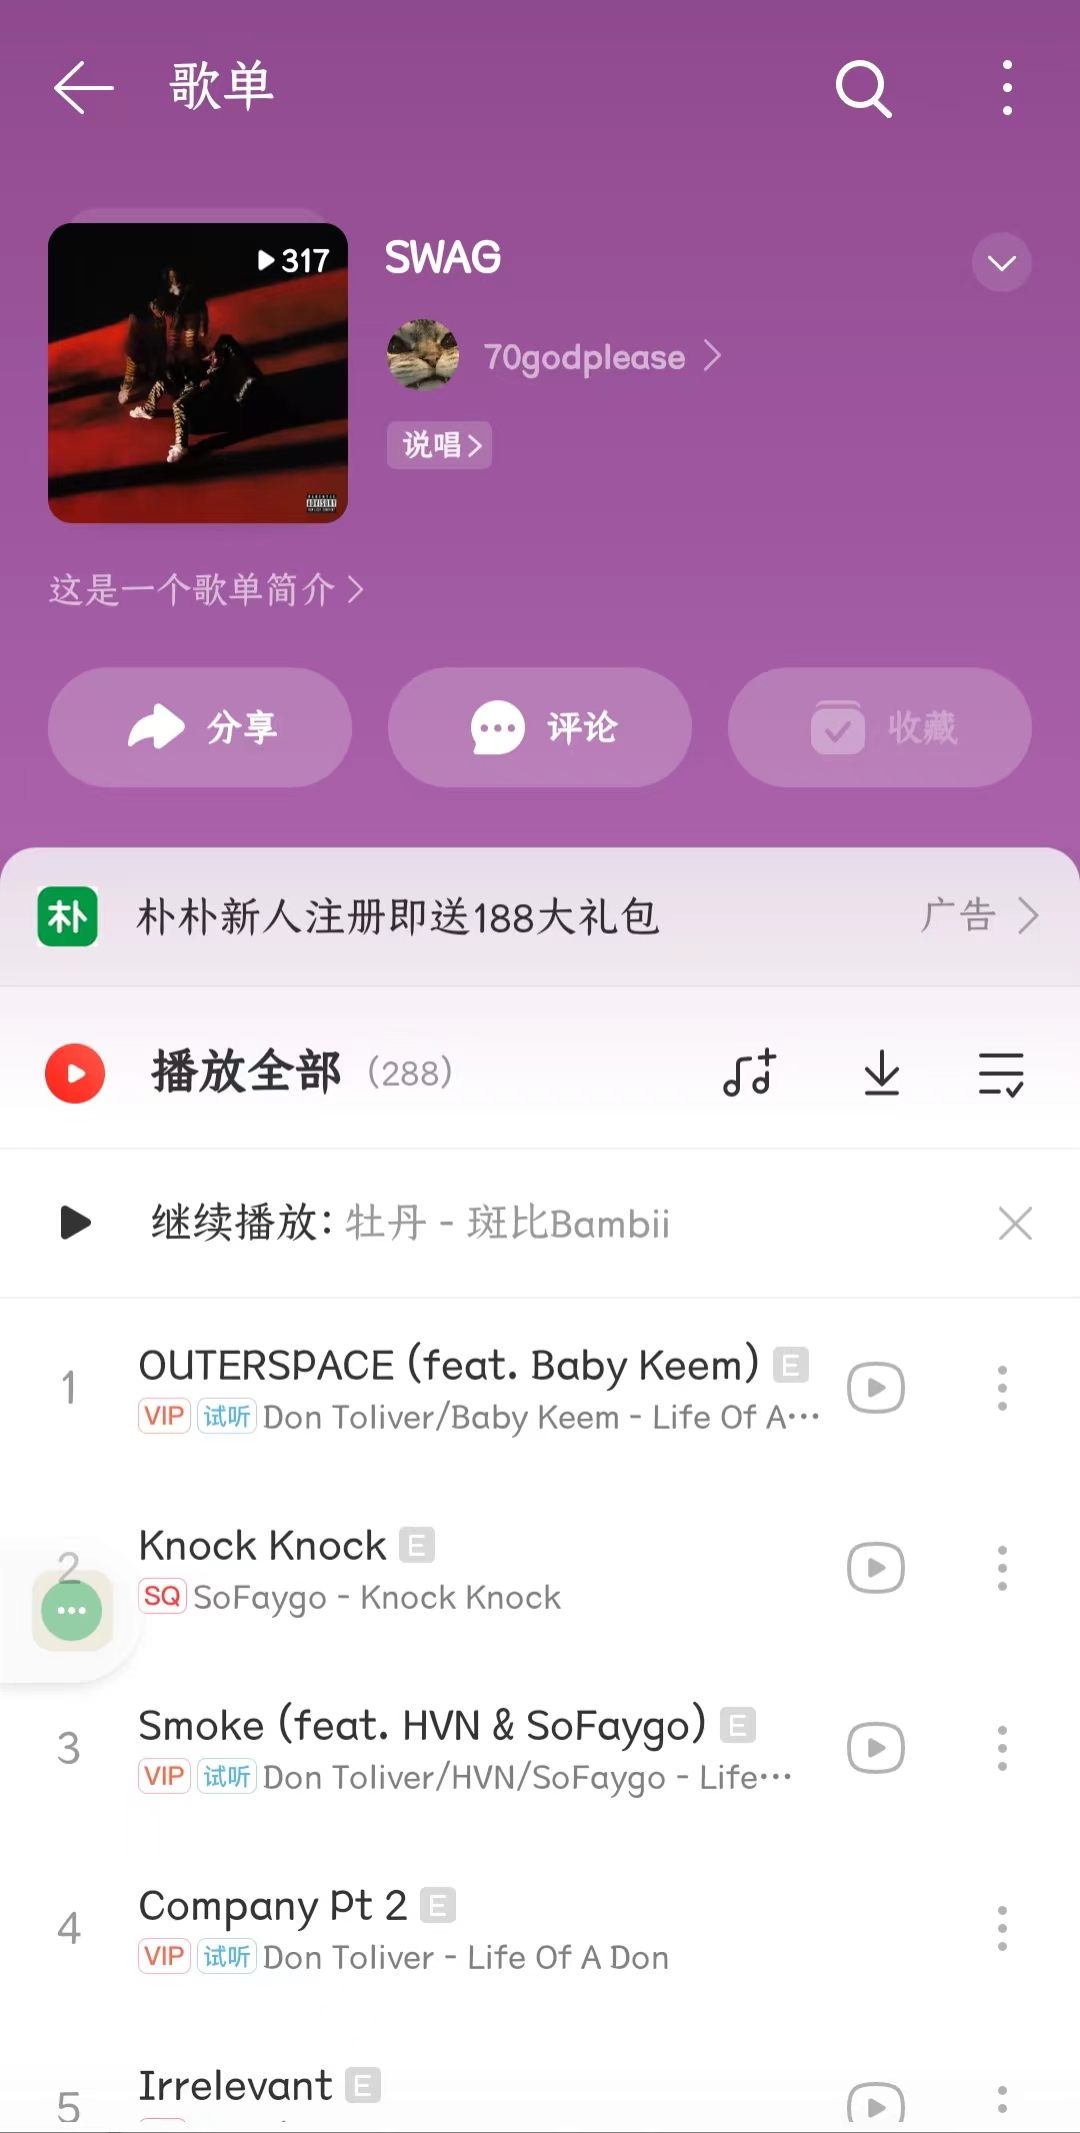 歌单
317
SWAG
70godplease
说唱
这是一个歌单简介
分享
评论
收藏
朴
朴朴新人注册即送188大礼包
广告
播放全部 (288)
继续播放: 牡丹 - 斑比Bambii
1
OUTERSPACE (feat. Baby Keem) E
VIP 试听 Don Toliver/Baby Keem - Life Of A…
2
Knock Knock E
SQ SoFaygo - Knock Knock
3
Smoke (feat. HVN & SoFaygo) E
VIP 试听 Don Toliver/HVN/SoFaygo - Life…
4
Company Pt 2 E
VIP 试听 Don Toliver - Life Of A Don
5
Irrelevant E